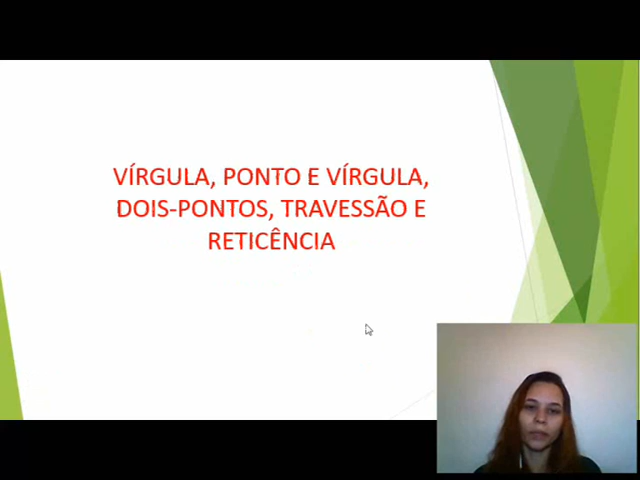 VÍRGULA, PONTO E VÍRGULA,
DOIS-PONTOS, TRAVESSÃO E
RETICÊNCIA